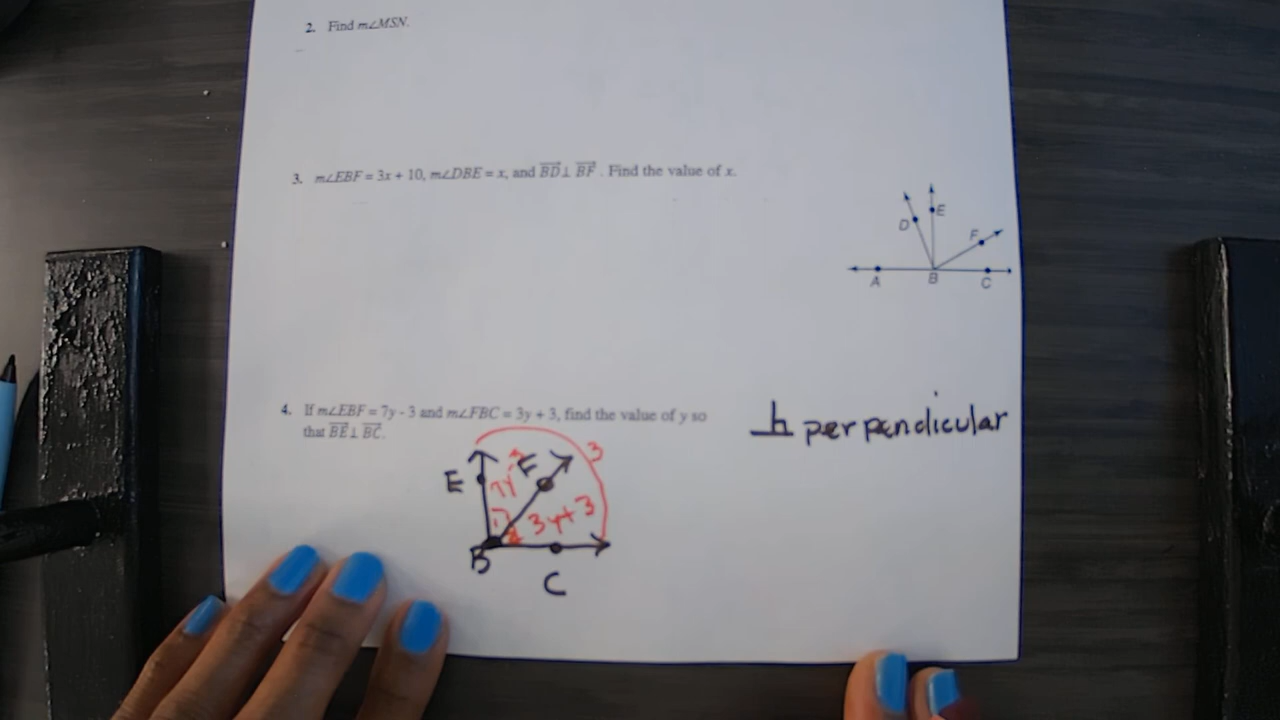 2. Find m∠MSN.
3. m∠EBF = 3x + 10, m∠DBE = x, and BD ⊥ BF . Find the value of x.
D
E
F
A
B
C
4. If m∠EBF = 7y - 3 and m∠FBC = 3y + 3, find the value of y so
that BE ⊥ BC.
perpendicular
E
F
7y
3
3y+3
B
C